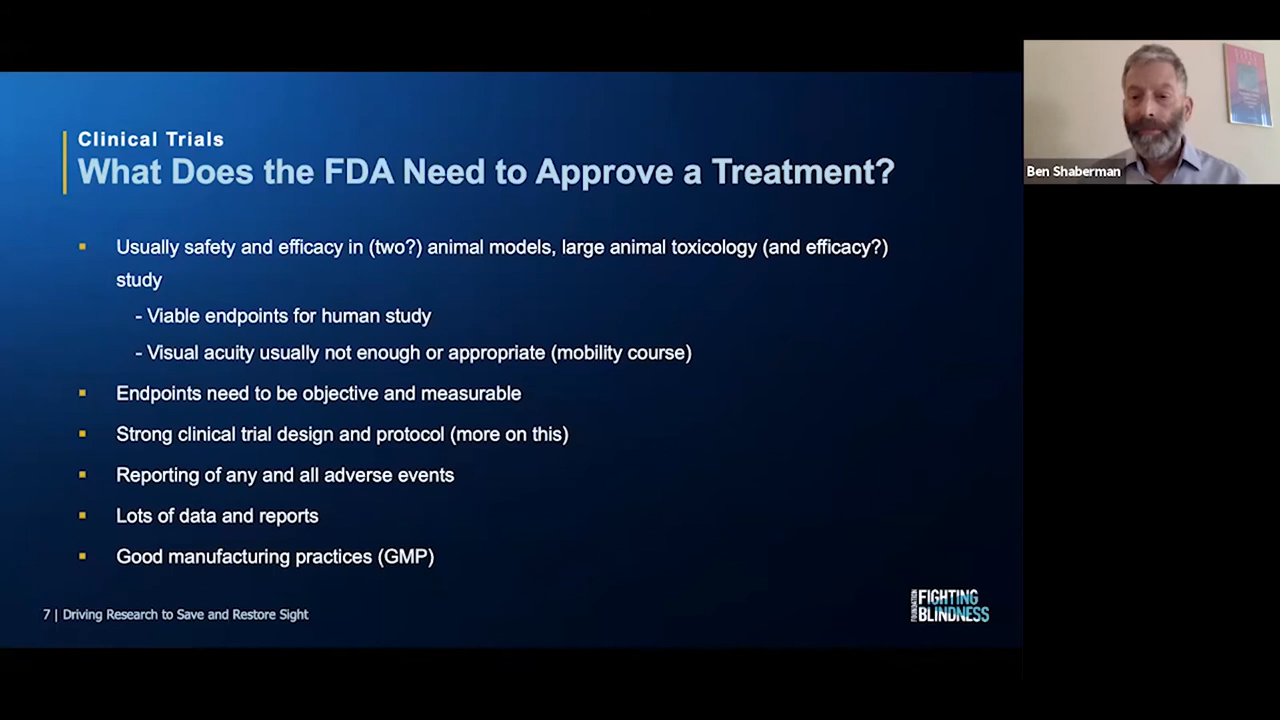 Clinical Trials
What Does the FDA Need to Approve a Treatment?
▪ Usually safety and efficacy in (two?) animal models, large animal toxicology (and efficacy?)
study
- Viable endpoints for human study
- Visual acuity usually not enough or appropriate (mobility course)
▪ Endpoints need to be objective and measurable
▪ Strong clinical trial design and protocol (more on this)
▪ Reporting of any and all adverse events
▪ Lots of data and reports
▪ Good manufacturing practices (GMP)
7 | Driving Research to Save and Restore Sight
FOUNDATION
FIGHTING
BLINDNESS
Ben Shaberman